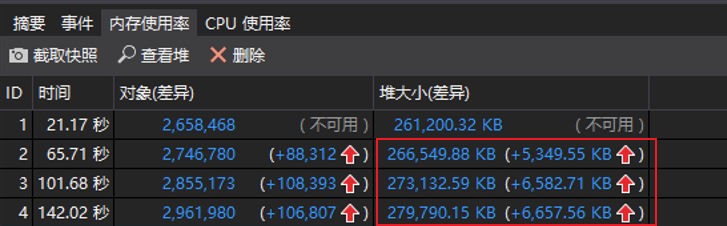 摘要 事件 内存使用率 CPU 使用率
截取快照 查看堆 删除
ID 时间 对象(差异) 堆大小(差异)
1 21.17 秒 2,658,468 (不可用) 261,200.32 KB (不可用)
2 65.71 秒 2,746,780 (+88,312) 266,549.88 KB (+5,349.55 KB)
3 101.68 秒 2,855,173 (+108,393) 273,132.59 KB (+6,582.71 KB)
4 142.02 秒 2,961,980 (+106,807) 279,790.15 KB (+6,657.56 KB)